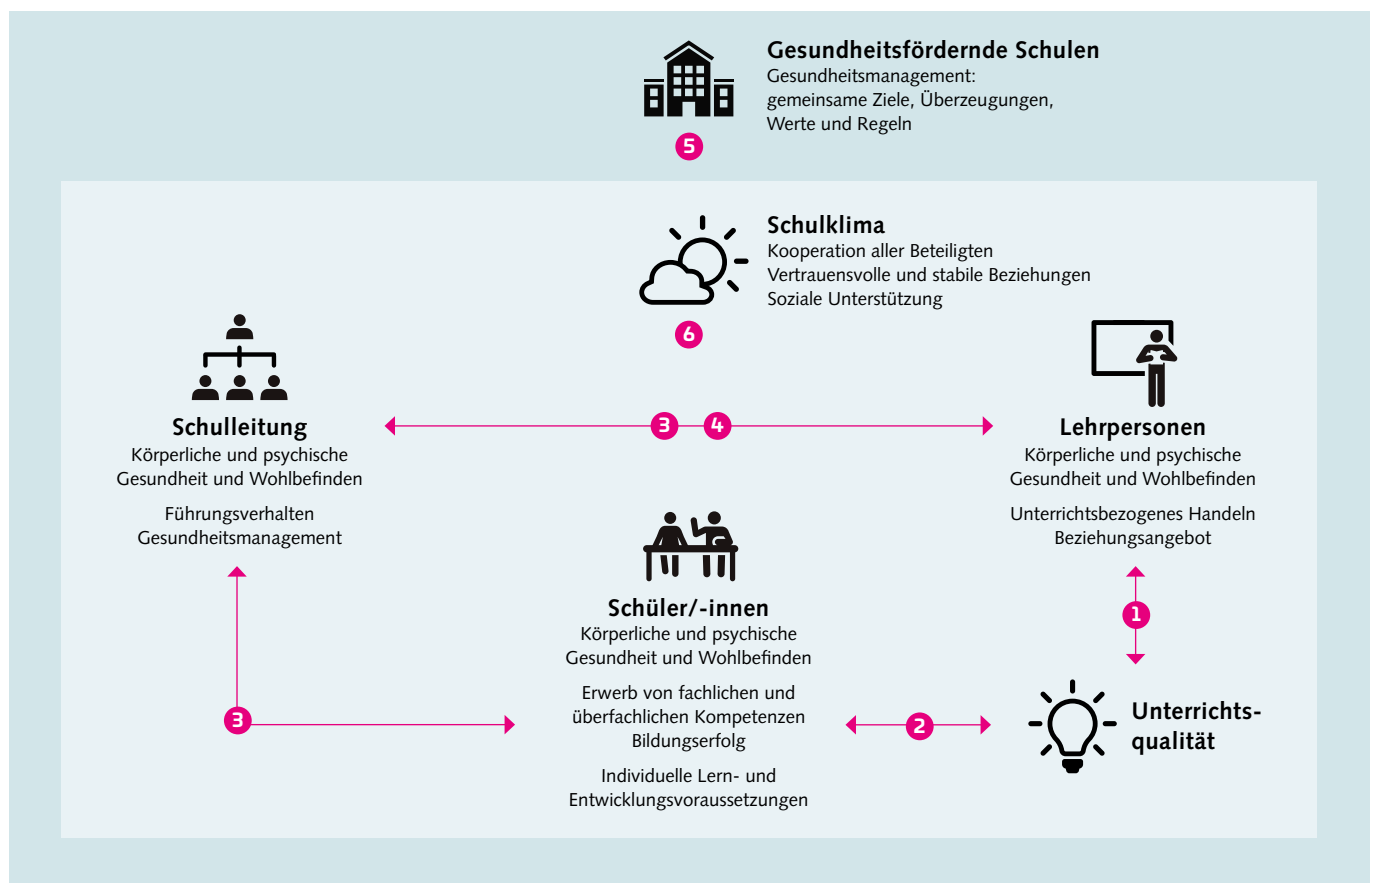 Gesundheitsfördernde Schulen
Gesundheitsmanagement:
gemeinsame Ziele, Überzeugungen,
Werte und Regeln
5
Schulklima
Kooperation aller Beteiligten
Vertrauensvolle und stabile Beziehungen
Soziale Unterstützung
6
Schulleitung
Körperliche und psychische
Gesundheit und Wohlbefinden
Führungsverhalten
Gesundheitsmanagement
3
4
Lehrpersonen
Körperliche und psychische
Gesundheit und Wohlbefinden
Unterrichtsbezogenes Handeln
Beziehungsangebot
1
Schüler/-innen
Körperliche und psychische
Gesundheit und Wohlbefinden
Erwerb von fachlichen und
überfachlichen Kompetenzen
Bildungserfolg
Individuelle Lern- und
Entwicklungsvoraussetzungen
3
2
Unterrichts-
qualität